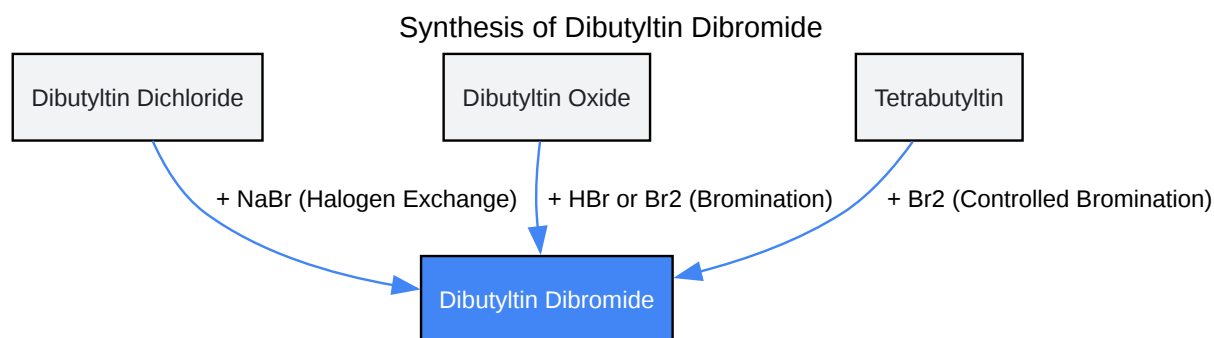 Synthesis of Dibutyltin Dibromide
Dibutyltin Dichloride
Dibutyltin Oxide
Tetrabutyltin
+ NaBr (Halogen Exchange)
+ HBr or Br2 (Bromination)
+ Br2 (Controlled Bromination)
Dibutyltin Dibromide